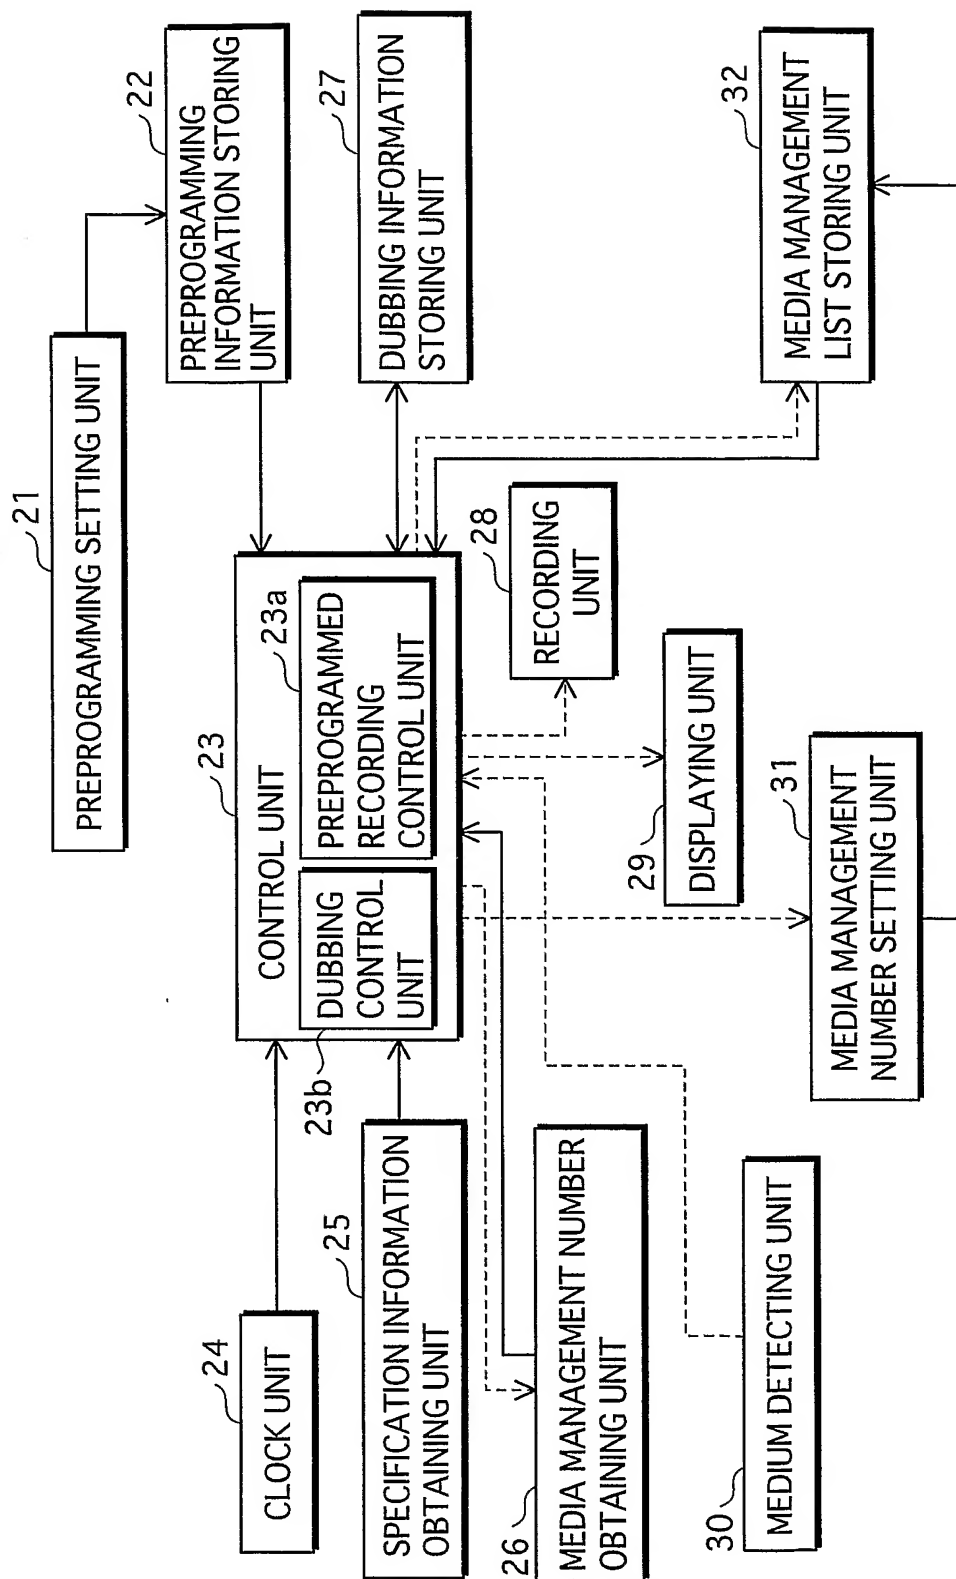 21
PREPROGRAMMING SETTING UNIT
22
PREPROGRAMMING
INFORMATION STORING
UNIT
24
CLOCK UNIT
23
CONTROL UNIT
23b
DUBBING
CONTROL
UNIT
23a
PREPROGRAMMED
RECORDING
CONTROL UNIT
27
DUBBING INFORMATION
STORING UNIT
25
SPECIFICATION INFORMATION
OBTAINING UNIT
28
RECORDING
UNIT
26
MEDIA MANAGEMENT NUMBER
OBTAINING UNIT
29
DISPLAYING UNIT
30
MEDIUM DETECTING UNIT
31
MEDIA MANAGEMENT
NUMBER SETTING UNIT
32
MEDIA MANAGEMENT
LIST STORING UNIT